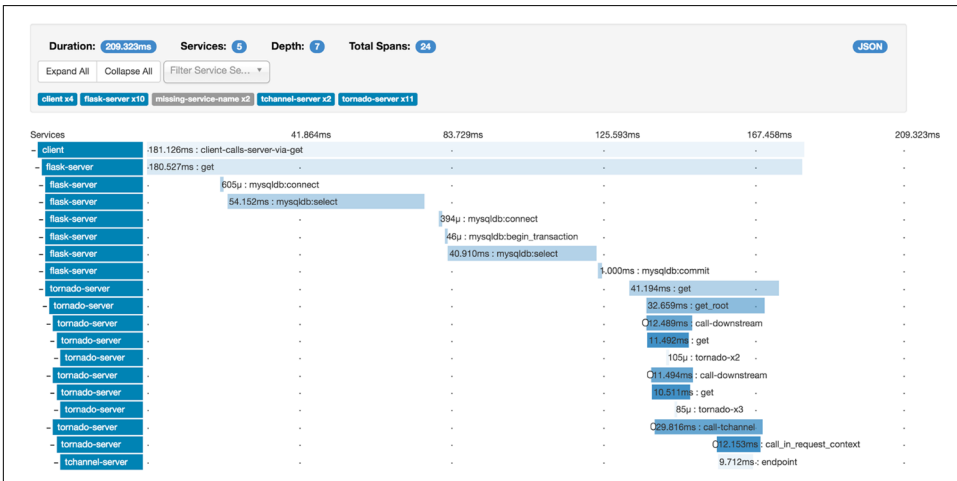 Duration: 209.323ms Services: 5 Depth: 7 Total Spans: 24 JSON
Expand All Collapse All Filter Service Se...
client x4 flask-server x10 missing-service-name x2 tchannel-server x2 tornado-server x11
Services 41.864ms 83.729ms 125.593ms 167.458ms 209.323ms
- client 181.126ms : client-calls-server-via-get
- flask-server 180.527ms : get
- flask-server 605μ : mysqldb:connect
- flask-server 54.152ms : mysqldb:select
- flask-server 394μ : mysqldb:connect
- flask-server 46μ : mysqldb:begin_transaction
- flask-server 40.910ms : mysqldb:select
- flask-server 1.000ms : mysqldb:commit
- tornado-server 41.194ms : get
- tornado-server 32.659ms : get_root
- tornado-server 12.489ms : call-downstream
- tornado-server 11.492ms : get
- tornado-server 105μ : tornado-x2
- tornado-server 11.494ms : call-downstream
- tornado-server 10.511ms : get
- tornado-server 85μ : tornado-x3
- tornado-server 29.816ms : call-tchannel
- tornado-server 12.153ms : call_in_request_context
- tchannel-server 9.712ms : endpoint